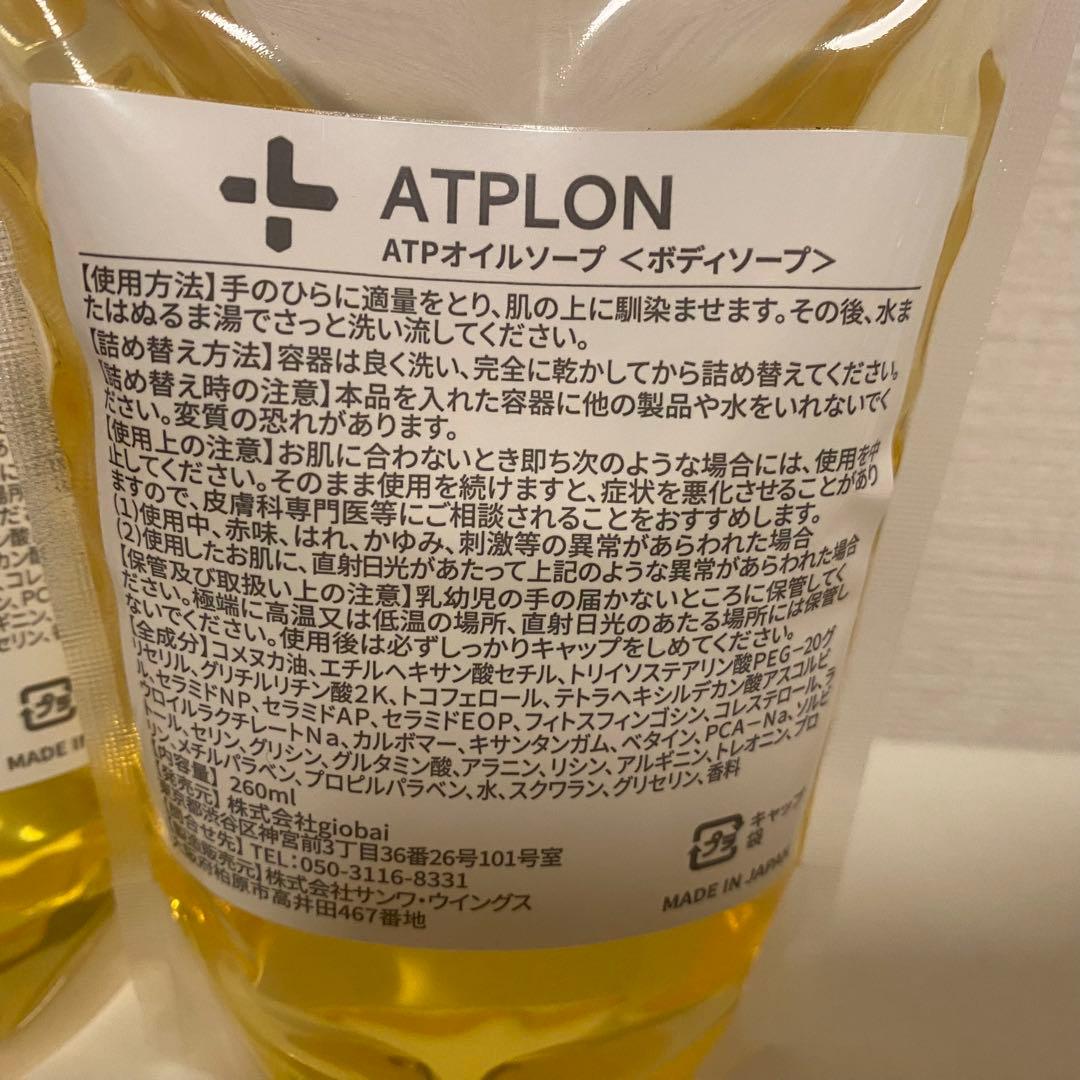 ATPLON
ATPオイルソープ <ボディソープ>
【使用方法】手のひらに適量をとり、肌の上に馴染ませます。その後、水ま
たはぬるま湯でさっと洗い流してください。
【詰め替え方法】容器は良く洗い、完全に乾かしてから詰め替えてください。
【詰め替え時の注意】本品を入れた容器に他の製品や水をいれないでく
ださい。変質の恐れがあります。
【使用上の注意】お肌に合わないとき即ち次のような場合には、使用を中
止してください。そのまま使用を続けますと、症状を悪化させることがあり
ますので、皮膚科専門医等にご相談されることをおすすめします。
(1)使用中、赤味、はれ、かゆみ、刺激等の異常があらわれた場合
(2)使用したお肌に、直射日光があたって上記のような異常があらわれた場合
【保管及び取扱い上の注意】乳幼児の手の届かないところに保管してく
ださい。極端に高温又は低温の場所、直射日光のあたる場所には保管し
ないでください。使用後は必ずしっかりキャップをしめてください。
【全成分】コメヌカ油、エチルヘキサン酸セチル、トリイソステアリン酸PEG-20グ
リセリル、グリチルリチン酸2K、トコフェロール、テトラヘキシルデカン酸アスコルビ
ル、セラミドNP、セラミドAP、セラミドEOP、フィトスフィンゴシン、コレステロール、ラ
ウロイルラクチレートNa、カルボマー、キサンタンガム、ベタイン、PCA-Na、ソルビ
トール、セリン、グリシン、グルタミン酸、アラニン、リシン、アルギニン、トレオニン、プロ
リン、メチルパラベン、プロピルパラベン、水、スクワラン、グリセリン、香料
【内容量】 260ml
【発売元】 株式会社giobai
東京都渋谷区神宮前3丁目36番26号101号室
【問合せ先】 TEL:050-3116-8331
【製造販売元】 株式会社サンワ・ウイングス
大阪府柏原市高井田467番地
プラ
キャップ
袋
MADE IN JAPAN
プラ
MADE IN